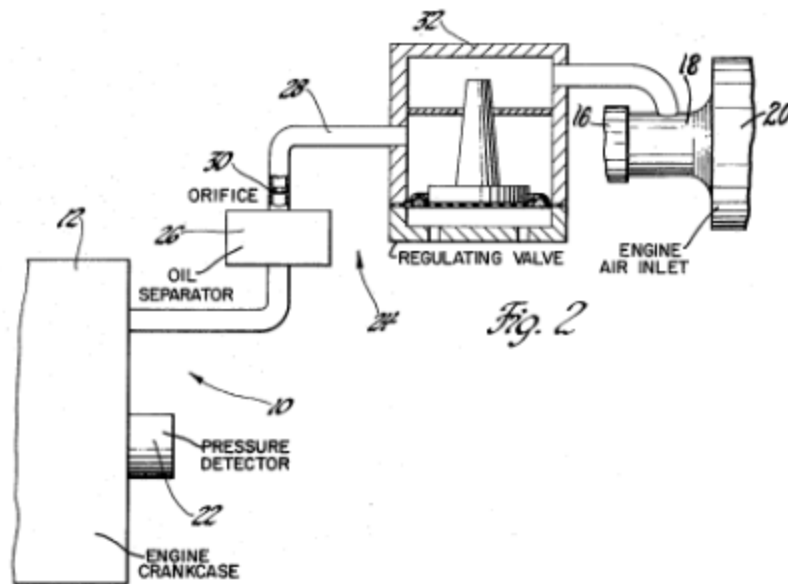 32
28
18
16
20
30
ORIFICE
12
26
OIL
SEPARATOR
REGULATING VALVE
ENGINE
AIR INLET
24
Fig. 2
10
PRESSURE
DETECTOR
22
ENGINE
CRANKCASE